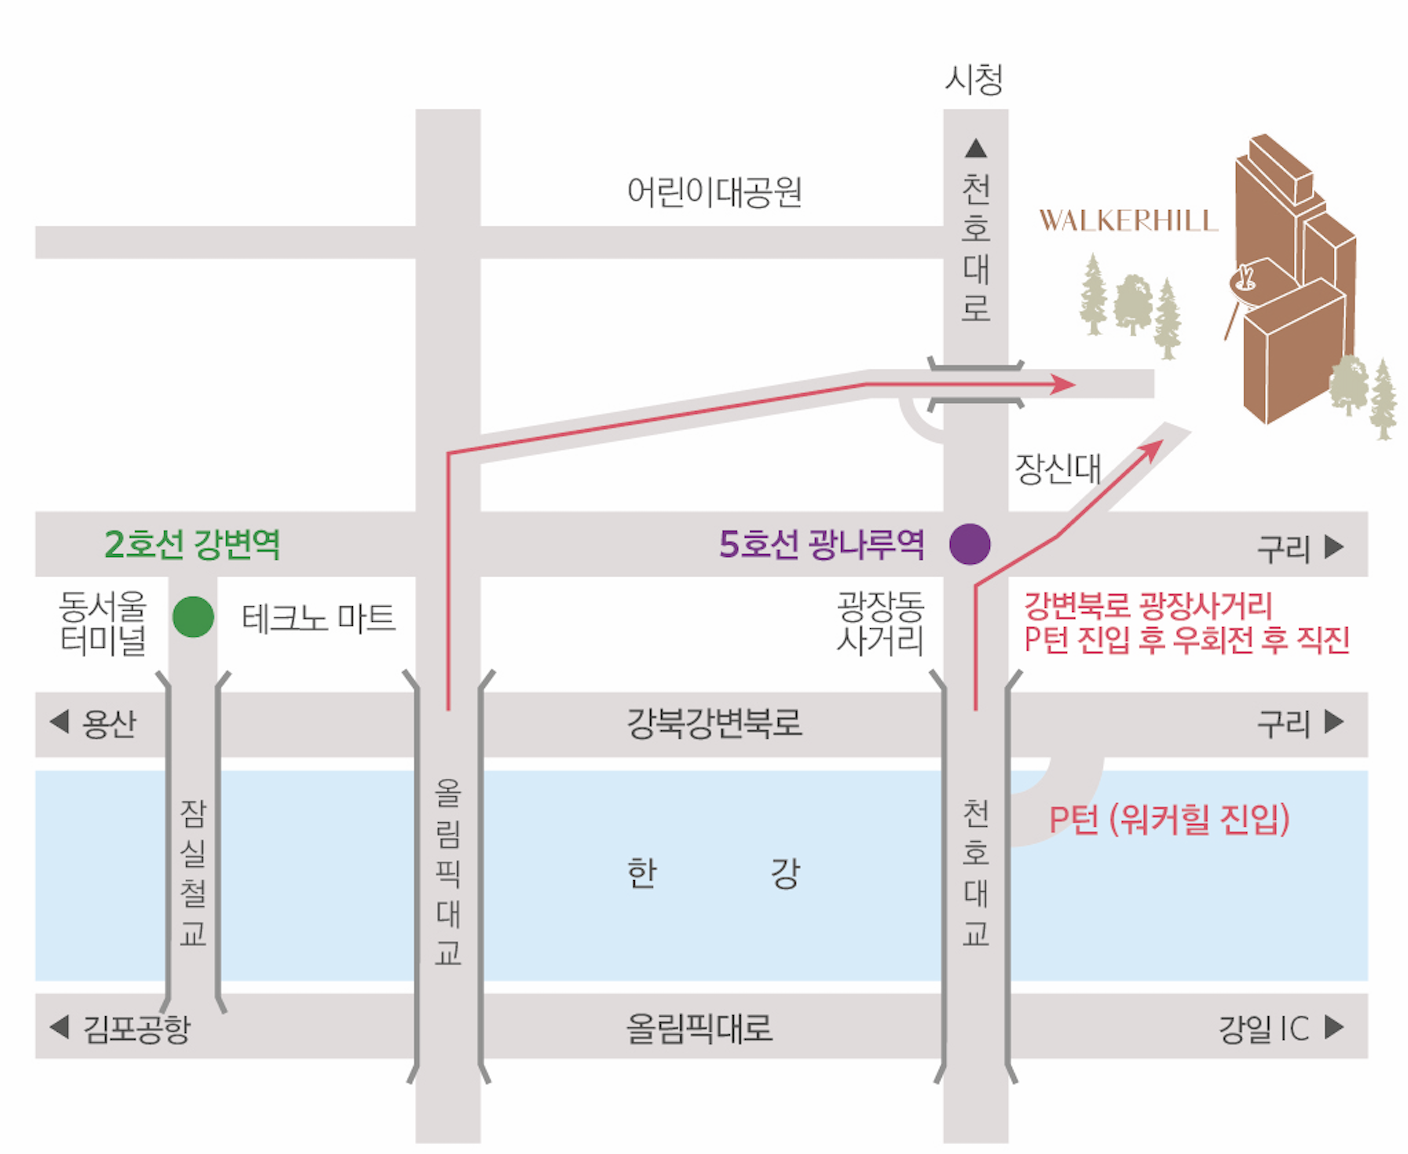 시청
▲ 천호대로
어린이대공원
WALKERHILL
장신대
2호선 강변역
5호선 광나루역
구리 ▶
동서울
터미널
테크노 마트
광장동
사거리
강변북로 광장사거리
P턴 진입 후 우회전 후 직진
◀ 용산
강북강변북로
구리 ▶
잠실철교
올림픽대교
천호대교
P턴 (워커힐 진입)
한 강
◀ 김포공항
올림픽대로
강일 IC ▶